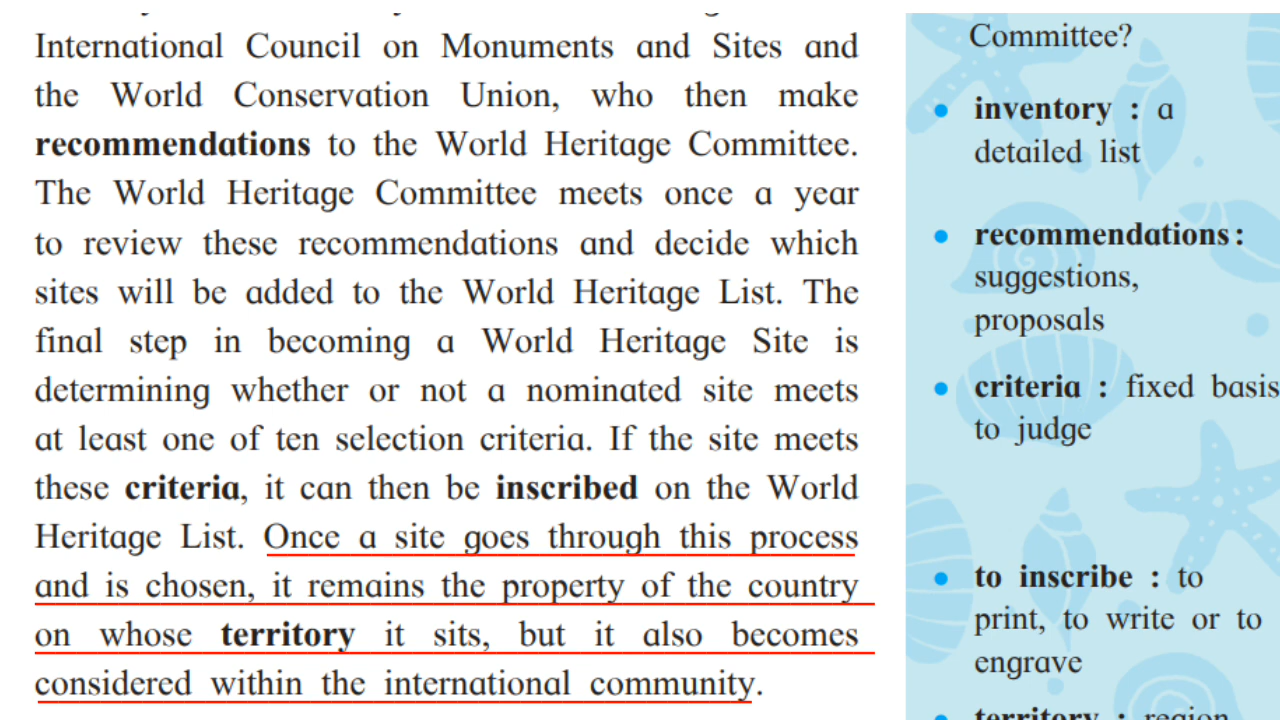 International Council on Monuments and Sites and
the World Conservation Union, who then make
recommendations to the World Heritage Committee.
The World Heritage Committee meets once a year
to review these recommendations and decide which
sites will be added to the World Heritage List. The
final step in becoming a World Heritage Site is
determining whether or not a nominated site meets
at least one of ten selection criteria. If the site meets
these criteria, it can then be inscribed on the World
Heritage List. Once a site goes through this process
and is chosen, it remains the property of the country
on whose territory it sits, but it also becomes
considered within the international community.
Committee?
• inventory : a
detailed list
• recommendations :
suggestions,
proposals
• criteria : fixed basis
to judge
• to inscribe : to
print, to write or to
engrave
• territory : region